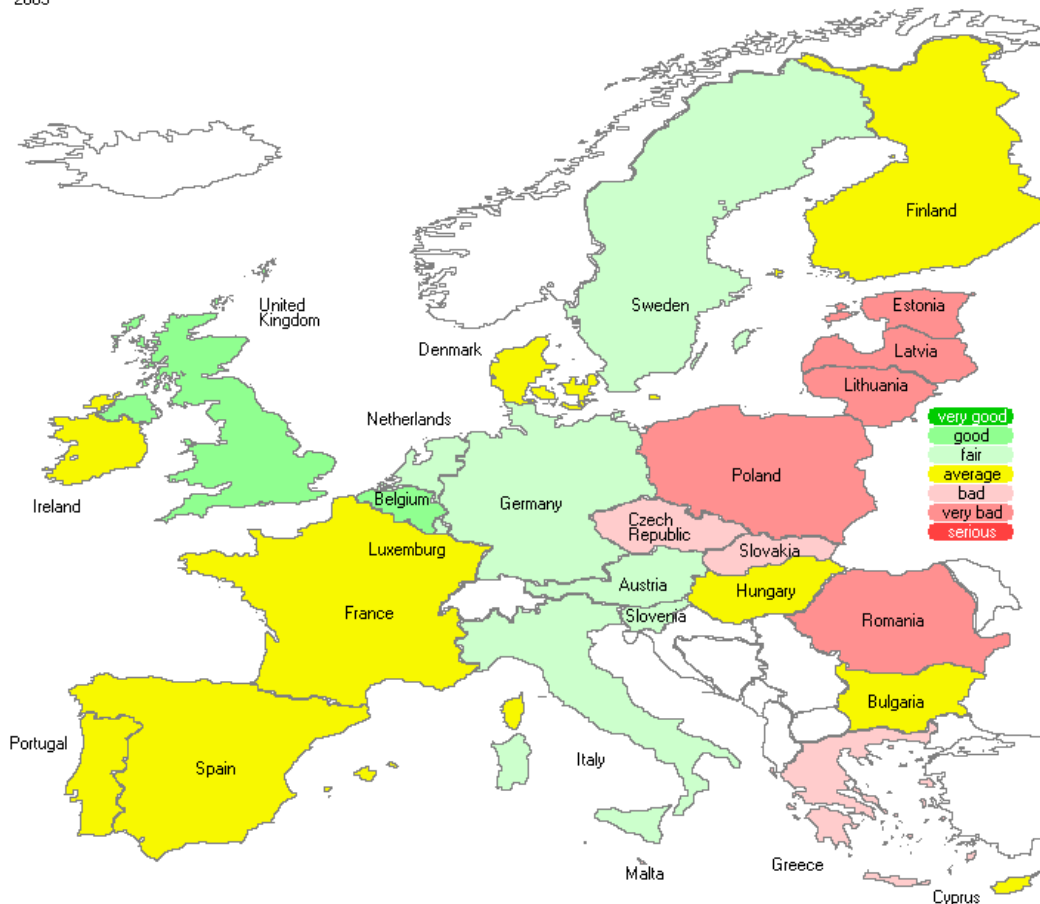 Finland
United
Kingdom
Sweden
Estonia
Denmark
Latvia
Lithuania
Netherlands
very good
good
fair
average
bad
very bad
serious
Poland
Belgium
Germany
Ireland
Czech
Republic
Luxemburg
Slovakia
Austria
Hungary
France
Slovenia
Romania
Bulgaria
Portugal
Spain
Italy
Greece
Malta
Cyprus